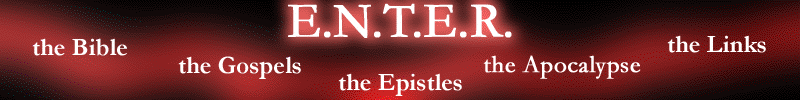 E.N.T.E.R.
the Bible
the Gospels
the Epistles
the Apocalypse
the Links